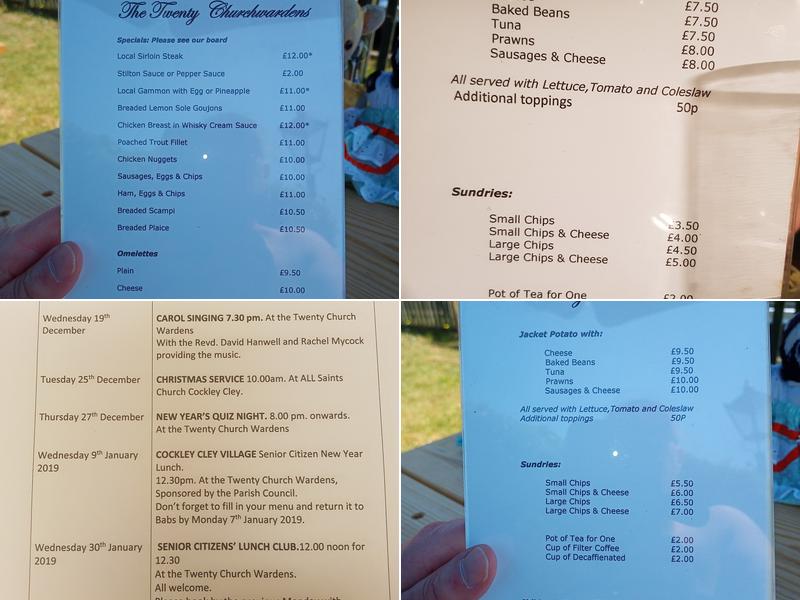 The Twenty Churchwardens
Specials: Please see our board
Local Sirloin Steak £12.00*
Stilton Sauce or Pepper Sauce £2.00
Local Gammon with Egg or Pineapple £11.00*
Breaded Lemon Sole Goujons £11.00
Chicken Breast in Whisky Cream Sauce £12.00*
Poached Trout Fillet £11.00
Chicken Nuggets £10.00
Sausages, Eggs & Chips £10.00
Ham, Eggs & Chips £11.00
Breaded Scampi £10.50
Breaded Plaice £10.50
Omelettes
Plain £9.50
Cheese £10.00
£7.50
Baked Beans £7.50
Tuna £7.50
Prawns £8.00
Sausages & Cheese £8.00
All served with Lettuce,Tomato and Coleslaw
Additional toppings 50p
Sundries:
Small Chips £3.50
Small Chips & Cheese £4.00
Large Chips £4.50
Large Chips & Cheese £5.00
Pot of Tea for One £2.00
Wednesday 19th December
CAROL SINGING 7.30 pm. At the Twenty Church
Wardens
With the Revd. David Hanwell and Rachel Mycock
providing the music.
Tuesday 25th December CHRISTMAS SERVICE 10.00am. At ALL Saints
Church Cockley Cley.
Thursday 27th December NEW YEAR'S QUIZ NIGHT. 8.00 pm. onwards.
At the Twenty Church Wardens
Wednesday 9th January
2019
COCKLEY CLEY VILLAGE Senior Citizen New Year
Lunch.
12.30pm. At the Twenty Church Wardens,
Sponsored by the Parish Council.
Don't forget to fill in your menu and return it to
Babs by Monday 7th January 2019.
Wednesday 30th January
2019
SENIOR CITIZENS' LUNCH CLUB.12.00 noon for
12.30
At the Twenty Church Wardens.
All welcome.
Jacket Potato with:
Cheese £9.50
Baked Beans £9.50
Tuna £9.50
Prawns £10.00
Sausages & Cheese £10.00
All served with Lettuce,Tomato and Coleslaw
Additional toppings 50P
Sundries:
Small Chips £5.50
Small Chips & Cheese £6.00
Large Chips £6.50
Large Chips & Cheese £7.00
Pot of Tea for One £2.00
Cup of Filter Coffee £2.00
Cup of Decaffienated £2.00